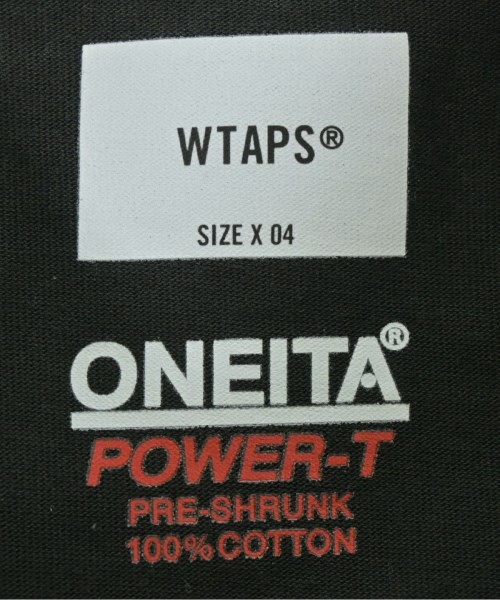 WTAPS®
SIZE X 04
ONEITA®
POWER-T
PRE-SHRUNK
100% COTTON